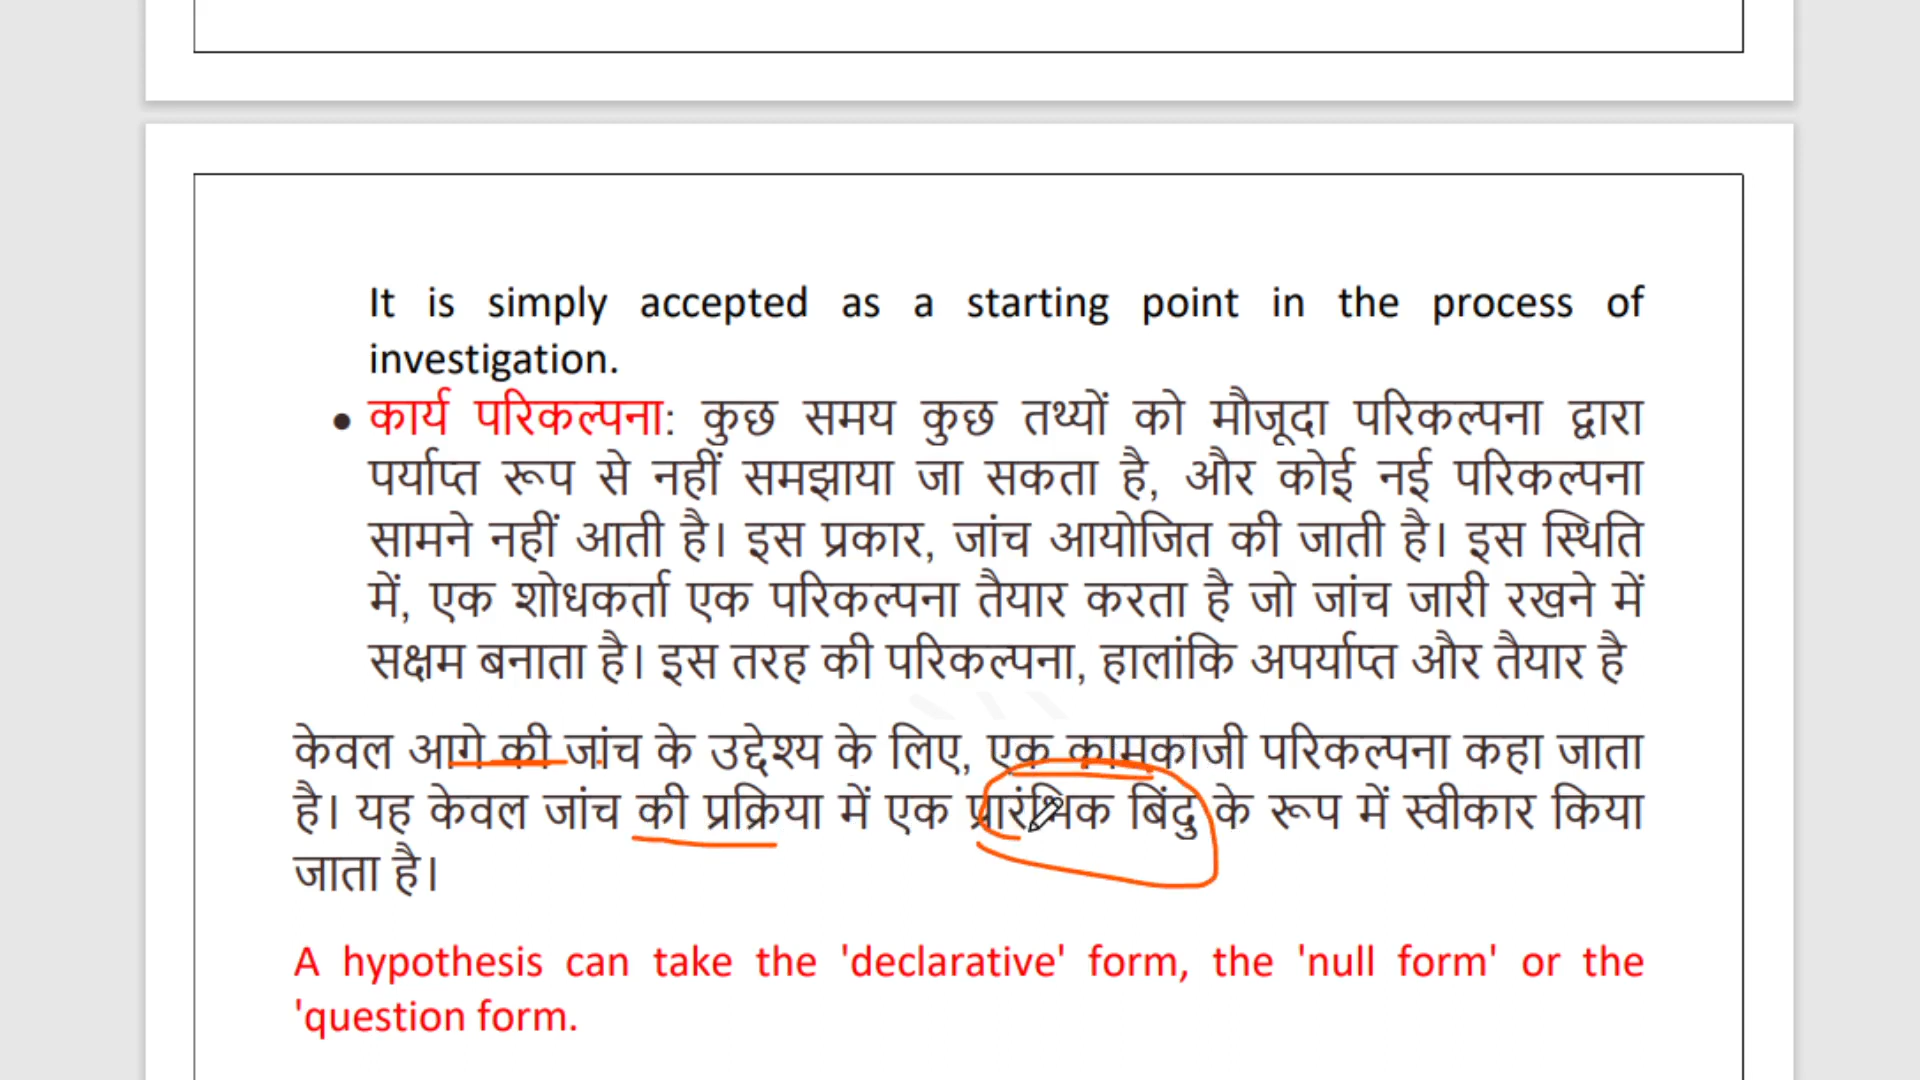 It is simply accepted as a starting point in the process of
investigation.
• कार्य परिकल्पना: कुछ समय कुछ तथ्यों को मौजूदा परिकल्पना द्वारा
पर्याप्त रूप से नहीं समझाया जा सकता है, और कोई नई परिकल्पना
सामने नहीं आती है। इस प्रकार, जांच आयोजित की जाती है। इस स्थिति
में, एक शोधकर्ता एक परिकल्पना तैयार करता है जो जांच जारी रखने में
सक्षम बनाता है। इस तरह की परिकल्पना, हालांकि अपर्याप्त और तैयार है
केवल आगे की जांच के उद्देश्य के लिए, एक कामकाजी परिकल्पना कहा जाता
है। यह केवल जांच की प्रक्रिया में एक प्रारंभिक बिंदु के रूप में स्वीकार किया
जाता है।
A hypothesis can take the 'declarative' form, the 'null form' or the
'question form.